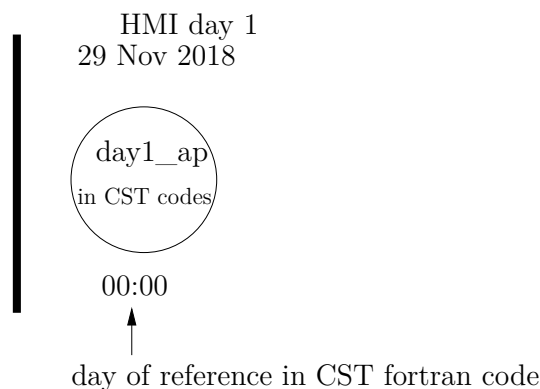 HMI day 1
29 Nov 2018
day1_ap
in CST codes
00:00
day of reference in CST fortran code